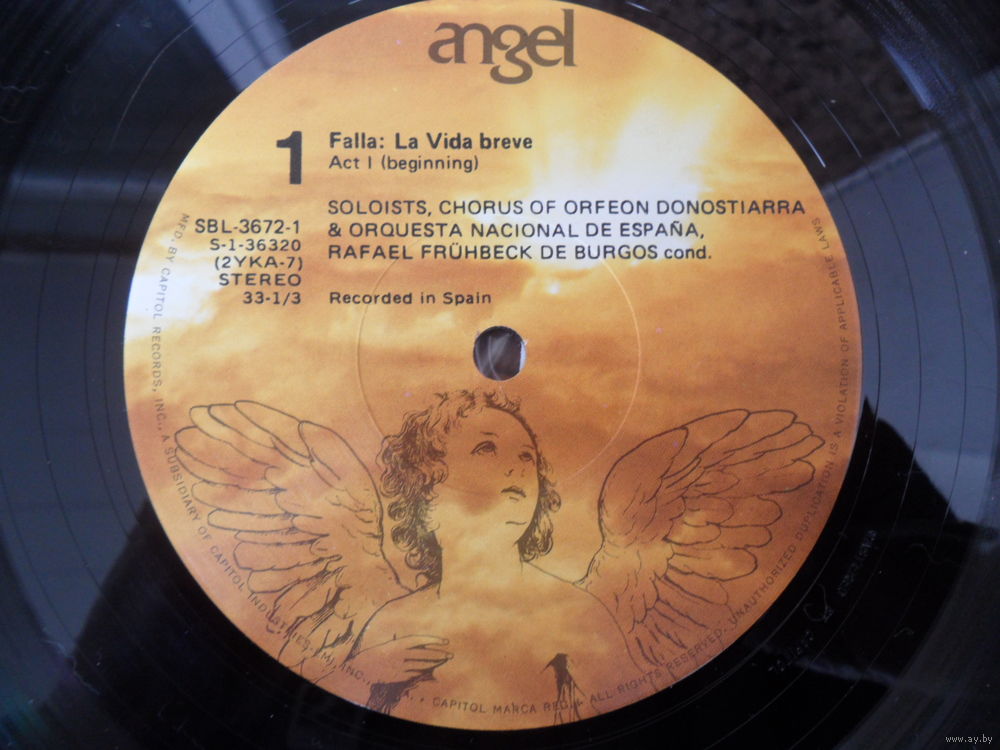 angel
1
Falla: La Vida breve
Act I (beginning)
SOLOISTS, CHORUS OF ORFEON DONOSTIARRA
& ORQUESTA NACIONAL DE ESPAÑA,
RAFAEL FRÜHBECK DE BURGOS cond.
SBL-3672-1
S-1-36320
(2YKA-7)
STEREO
33-1/3
Recorded in Spain
MFD. BY CAPITOL RECORDS, INC., A SUBSIDIARY OF CAPITOL INDUSTRIES-EMI, INC., CAPITOL MARCA REG., ALL RIGHTS RESERVED. UNAUTHORIZED DUPLICATION IS A VIOLATION OF APPLICABLE LAWS
www.ay.by